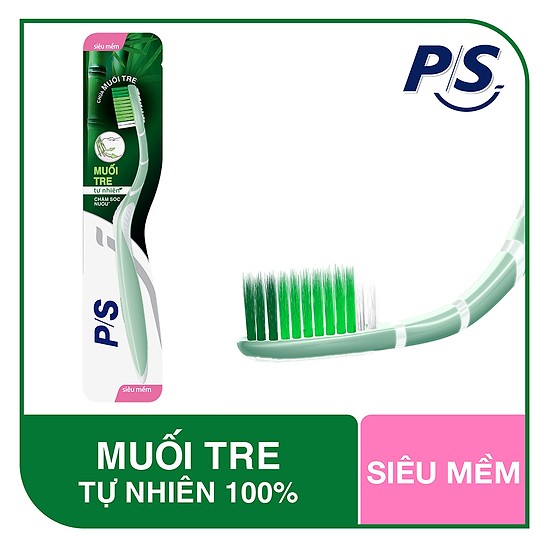 P/S
siêu mềm
CHỨA MUỐI TRE
MUỐI
TRE
tự nhiên
CHĂM SÓC
NƯỚU
P/S
siêu mềm
MUỐI TRE
TỰ NHIÊN 100%
SIÊU MỀM